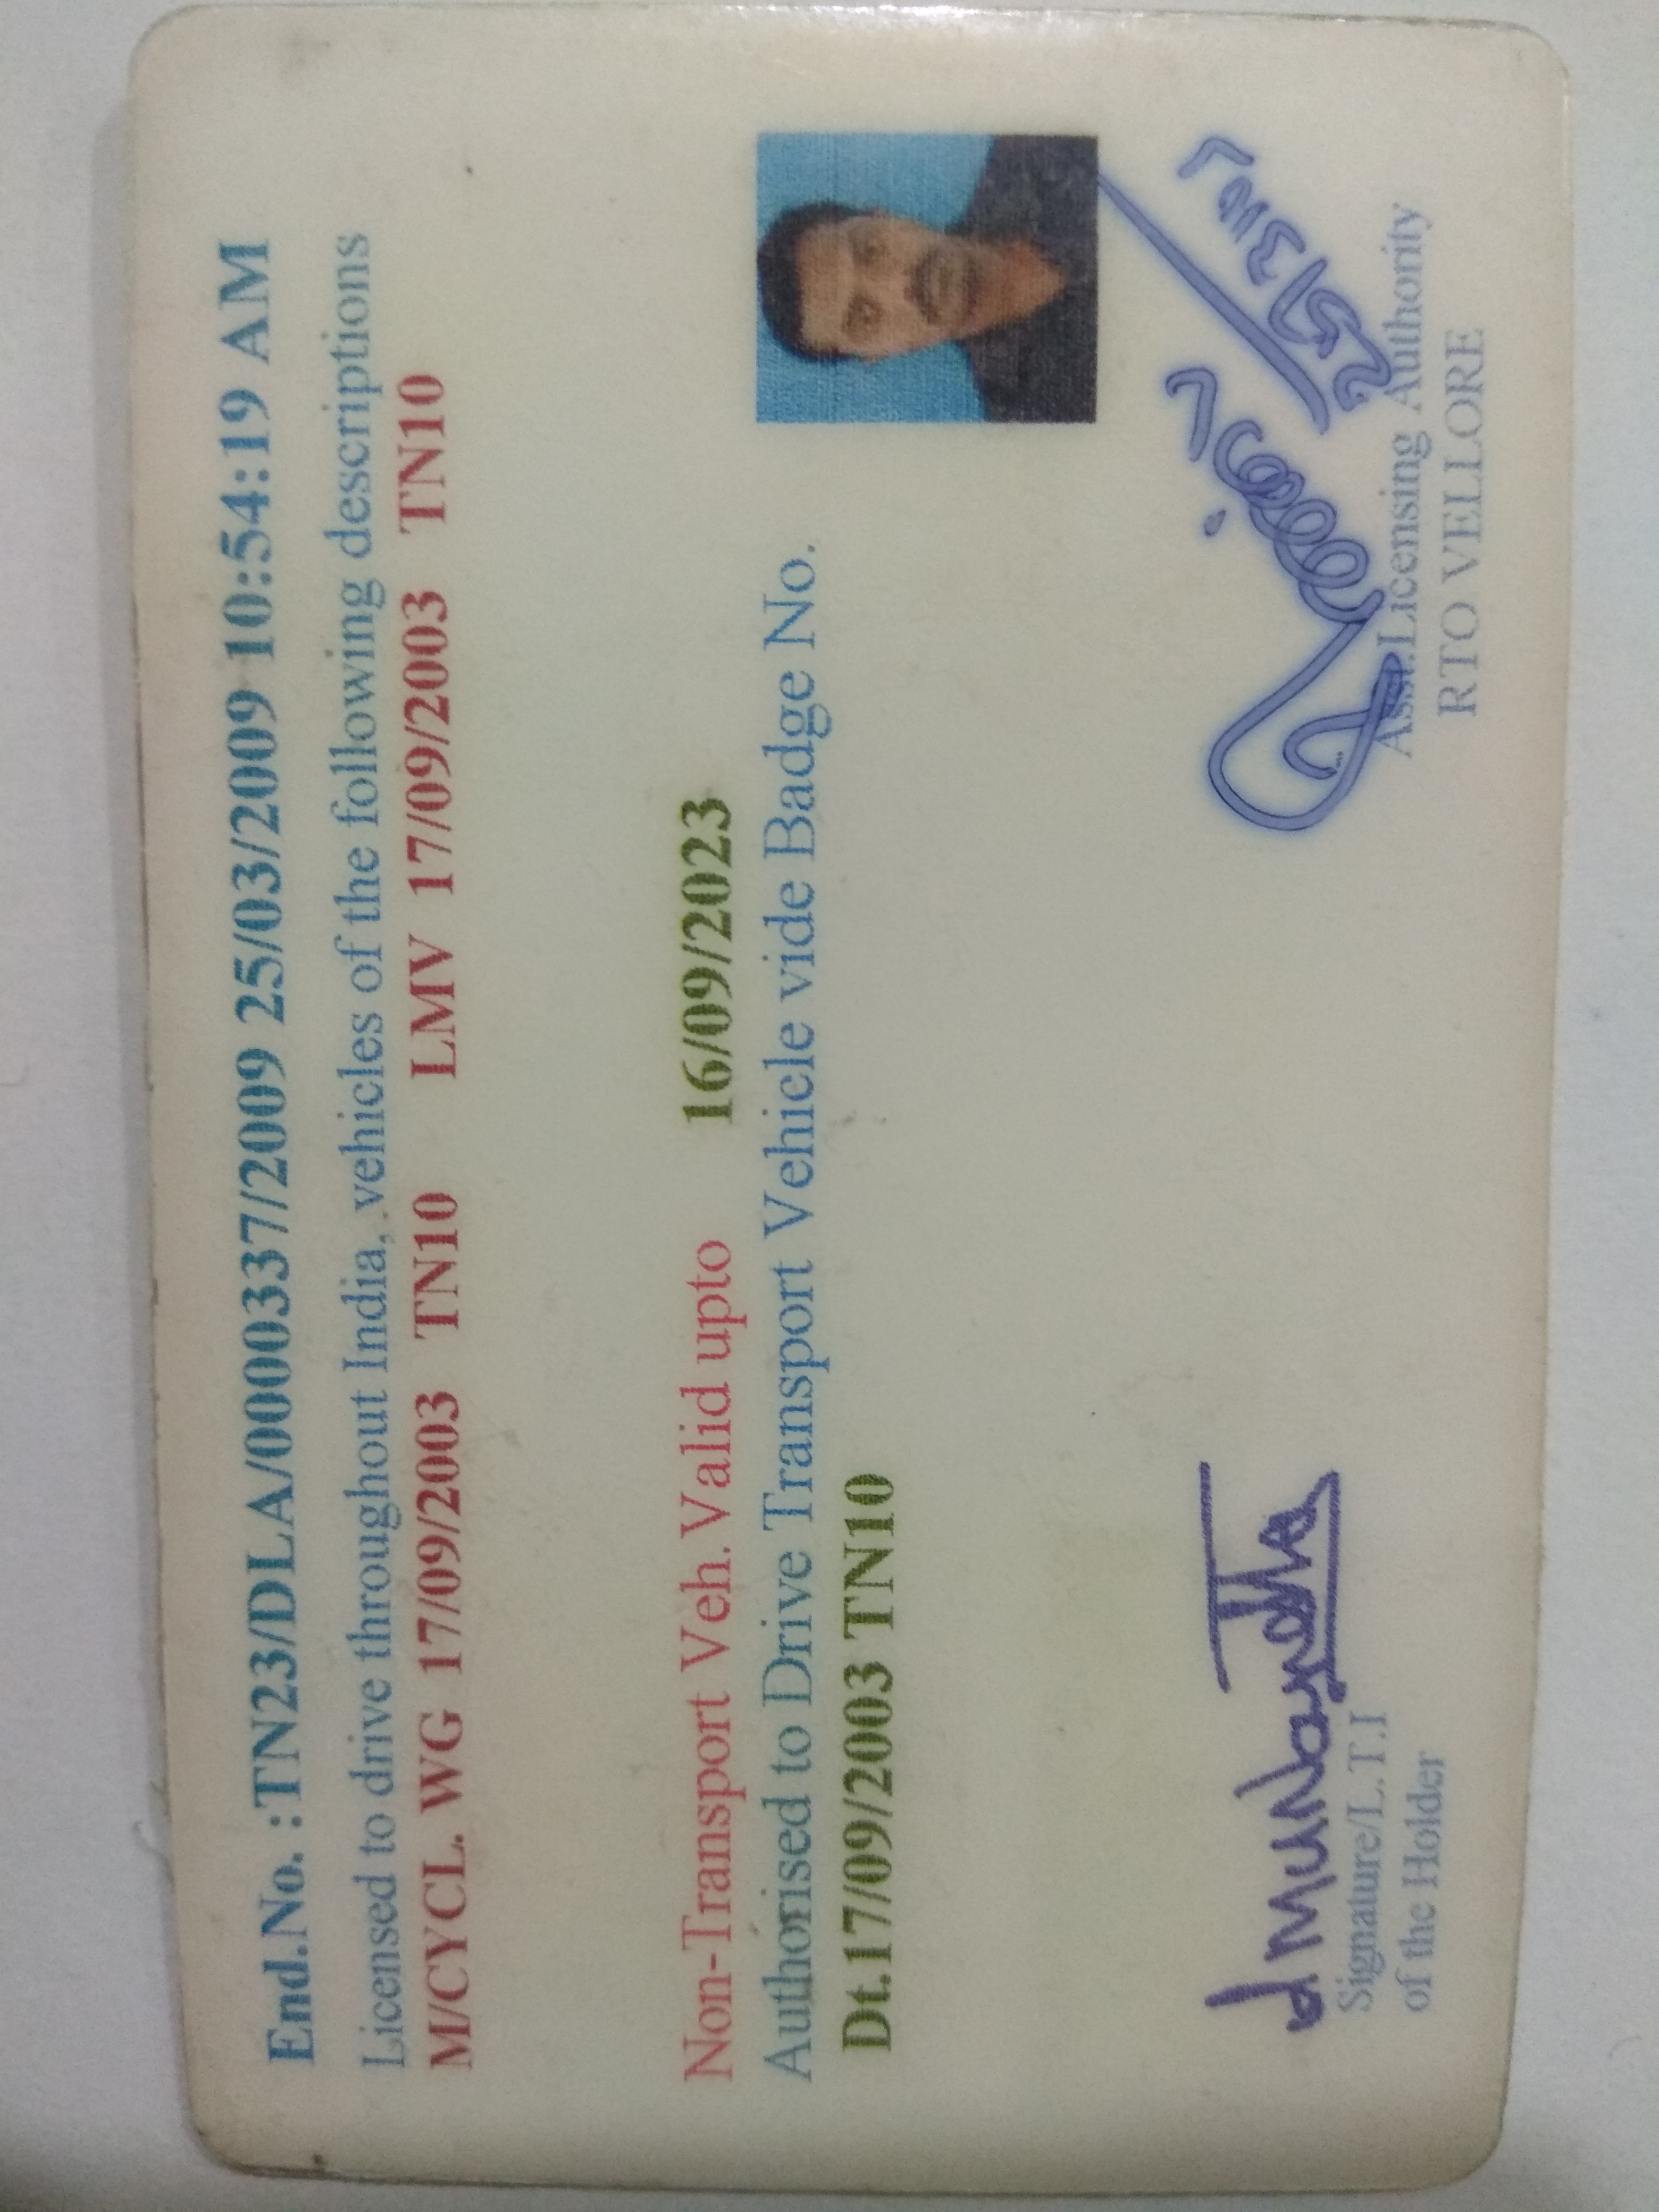 End.No. :TN23/DLA/000337/2009 25/03/2009 10:54:19 AM
Licensed to drive throughout India, vehicles of the following descriptions
M/CYCL. WG 17/09/2003 TN10 LMV 17/09/2003 TN10
Non-Transport Veh. Valid upto 16/09/2023
Authorised to Drive Transport Vehicle vide Badge No.
Dt.17/09/2003 TN10
Signature/L.T.I
of the Holder
Asst.Licensing Authority
RTO VELLORE